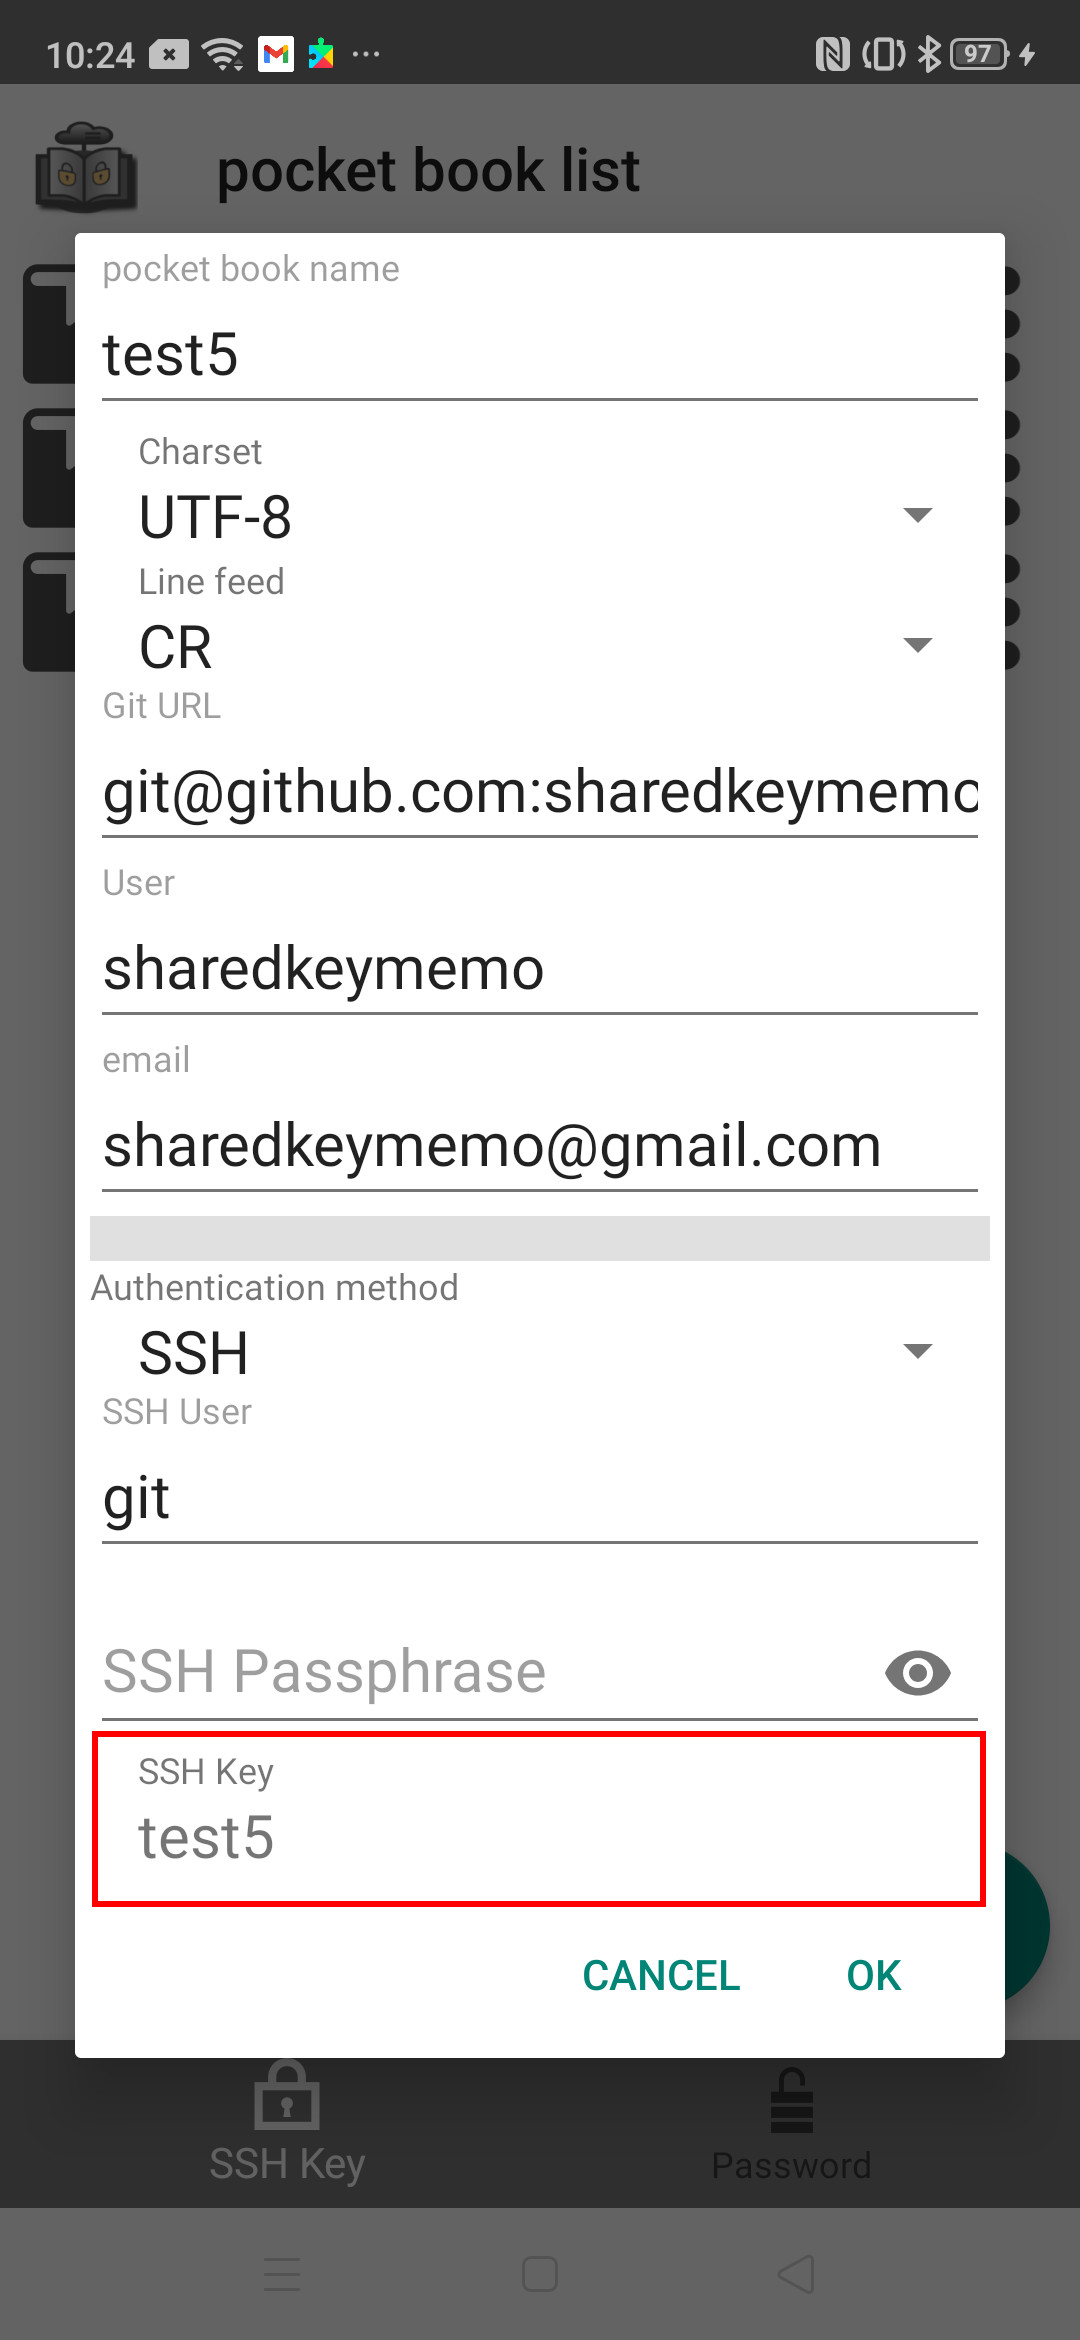 10:24
97
pocket book list
pocket book name
test5
Charset
UTF-8
Line feed
CR
Git URL
git@github.com:sharedkeymemo
User
sharedkeymemo
email
sharedkeymemo@gmail.com
Authentication method
SSH
SSH User
git
SSH Passphrase
SSH Key
test5
CANCEL OK
SSH Key Password